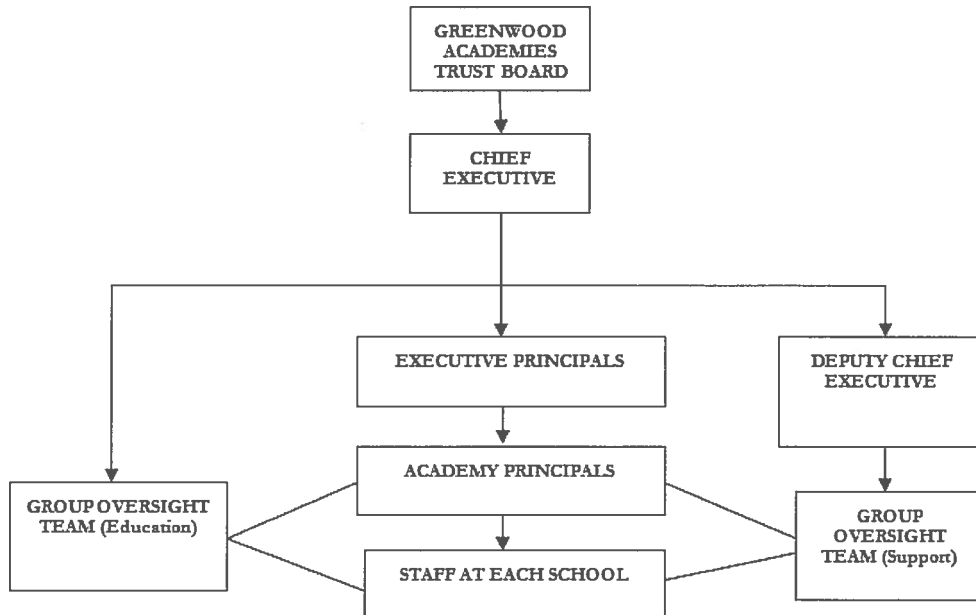 GREENWOOD
ACADEMIES
TRUST BOARD
CHIEF
EXECUTIVE
EXECUTIVE PRINCIPALS
DEPUTY CHIEF
EXECUTIVE
ACADEMY PRINCIPALS
GROUP OVERSIGHT
TEAM (Education)
GROUP
OVERSIGHT
TEAM (Support)
STAFF AT EACH SCHOOL